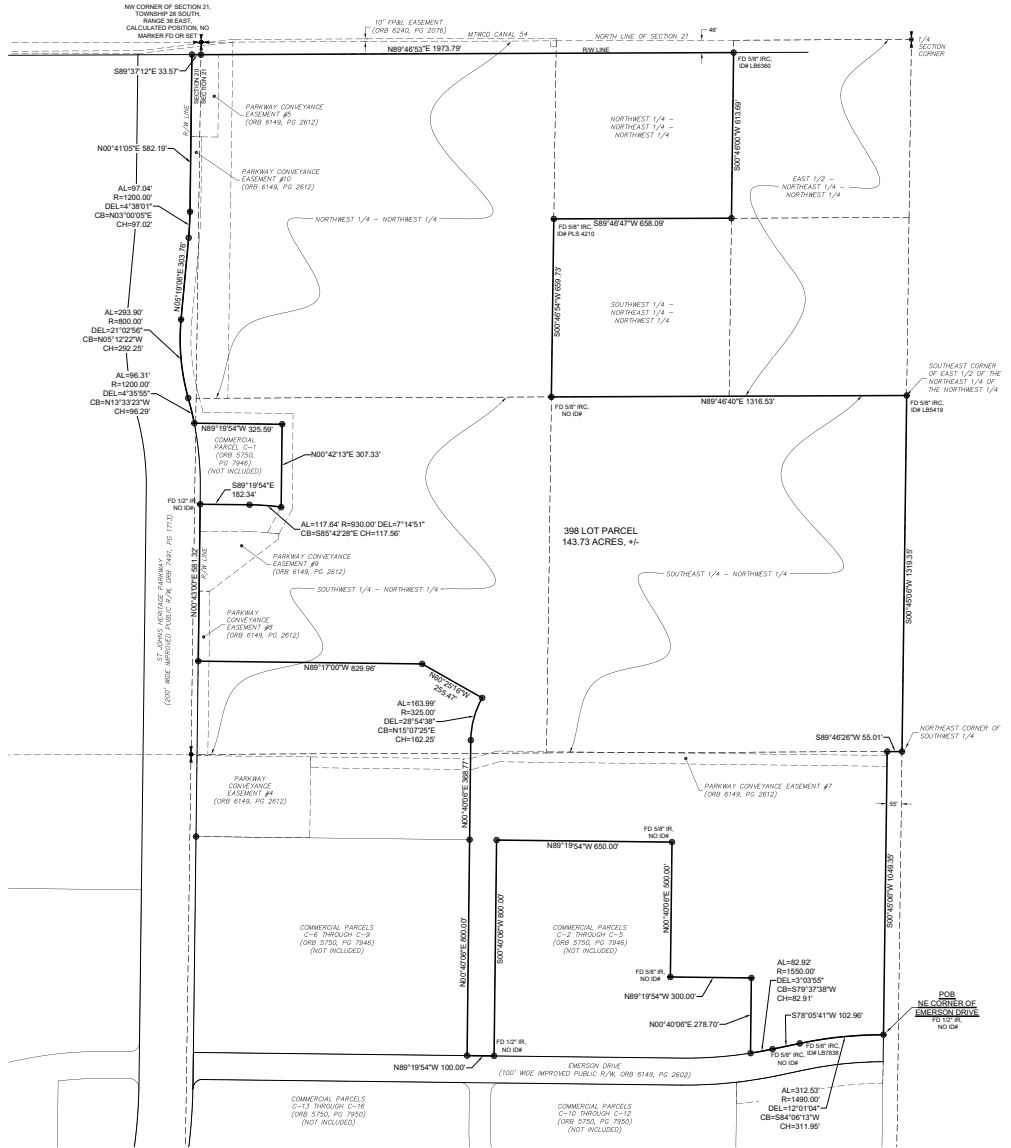 NW CORNER OF SECTION 21,
TOWNSHIP 28 SOUTH,
RANGE 36 EAST,
CALCULATED POSITION, NO
MARKER FD OR SET
10' FP&L EASEMENT
(ORB 6240, PG 2076)
MTWCD CANAL 54
NORTH LINE OF SECTION 21
46'
1/4
SECTION
CORNER
N89°46'53"E 1973.79'
R/W LINE
S89°37'12"E 33.57'
FD 5/8" IRC,
ID# LB6360
SECTION 20
SECTION 21
R/W LINE
PARKWAY CONVEYANCE
EASEMENT #5
(ORB 6149, PG 2612)
N00°41'05"E 582.19'
PARKWAY CONVEYANCE
EASEMENT #10
(ORB 6149, PG 2612)
NORTHWEST 1/4 –
NORTHEAST 1/4 –
NORTHWEST 1/4
S00°46'00"W 613.69'
EAST 1/2 –
NORTHEAST 1/4 –
NORTHWEST 1/4
AL=97.04'
R=1200.00'
DEL=4°38'01"
CB=N03°00'05"E
CH=97.02'
NORTHWEST 1/4 – NORTHWEST 1/4
S89°46'47"W 658.09'
FD 5/8" IRC,
ID# PLS 4210
N05°19'06"E 303.76'
S00°46'54"W 659.73'
SOUTHWEST 1/4 –
NORTHEAST 1/4 –
NORTHWEST 1/4
AL=293.90'
R=800.00'
DEL=21°02'56"
CB=N05°12'22"W
CH=292.25'
AL=96.31'
R=1200.00'
DEL=4°35'55"
CB=N13°33'23"W
CH=96.29'
SOUTHEAST CORNER
OF EAST 1/2 OF THE
NORTHEAST 1/4 OF
THE NORTHWEST 1/4
N89°46'40"E 1316.53'
FD 5/8" IRC,
NO ID#
FD 5/8" IRC,
ID# LB5419
N89°19'54"W 325.59'
COMMERCIAL
PARCEL C-1
(ORB 5750,
PG 7946)
(NOT INCLUDED)
N00°42'13"E 307.33'
S89°19'54"E
182.34'
FD 1/2" IR,
NO ID#
AL=117.64' R=930.00' DEL=7°14'51"
CB=S85°42'28"E CH=117.56'
398 LOT PARCEL
143.73 ACRES, +/-
PARKWAY CONVEYANCE
EASEMENT #9
(ORB 6149, PG 2612)
N00°43'00"E 581.32'
R/W LINE
ST JOHNS HERITAGE PARKWAY
(200' WIDE IMPROVED PUBLIC R/W, ORB 7491, PG 1713)
SOUTHWEST 1/4 – NORTHWEST 1/4
SOUTHEAST 1/4 – NORTHWEST 1/4
S00°45'06"W 1319.35'
PARKWAY
CONVEYANCE
EASEMENT #8
(ORB 6149, PG 2612)
N89°17'00"W 829.96'
N60°25'16"W
255.47'
AL=163.99'
R=325.00'
DEL=28°54'38"
CB=N15°07'25"E
CH=162.25'
S89°46'26"W 55.01'
NORTHEAST CORNER OF
SOUTHWEST 1/4
PARKWAY
CONVEYANCE
EASEMENT #4
(ORB 6149, PG 2612)
N00°40'06"E 368.77'
PARKWAY CONVEYANCE EASEMENT #7
(ORB 6149, PG 2612)
55'
FD 5/8" IR,
NO ID#
N89°19'54"W 650.00'
N00°40'06"E 500.00'
S00°45'06"W 1049.35'
COMMERCIAL PARCELS
C-6 THROUGH C-9
(ORB 5750, PG 7946)
(NOT INCLUDED)
N00°40'06"E 800.00'
S00°40'06"W 800.00'
COMMERCIAL PARCELS
C-2 THROUGH C-5
(ORB 5750, PG 7946)
(NOT INCLUDED)
FD 5/8" IR,
NO ID#
N89°19'54"W 300.00'
AL=82.92'
R=1550.00'
DEL=3°03'55"
CB=S79°37'38"W
CH=82.91'
N00°40'06"E 278.70'
S78°05'41"W 102.96'
POB
NE CORNER OF
EMERSON DRIVE
FD 1/2" IR,
NO ID#
FD 1/2" IR,
NO ID#
FD 5/8" IRC,
NO ID#
FD 5/8" IRC,
ID# LB7838
N89°19'54"W 100.00'
EMERSON DRIVE
(100' WIDE IMPROVED PUBLIC R/W, ORB 6149, PG 2602)
AL=312.53'
R=1490.00'
DEL=12°01'04"
CB=S84°06'13"W
CH=311.95'
COMMERCIAL PARCELS
C-13 THROUGH C-16
(ORB 5750, PG 7950)
(NOT INCLUDED)
COMMERCIAL PARCELS
C-10 THROUGH C-12
(ORB 5750, PG 7950)
(NOT INCLUDED)